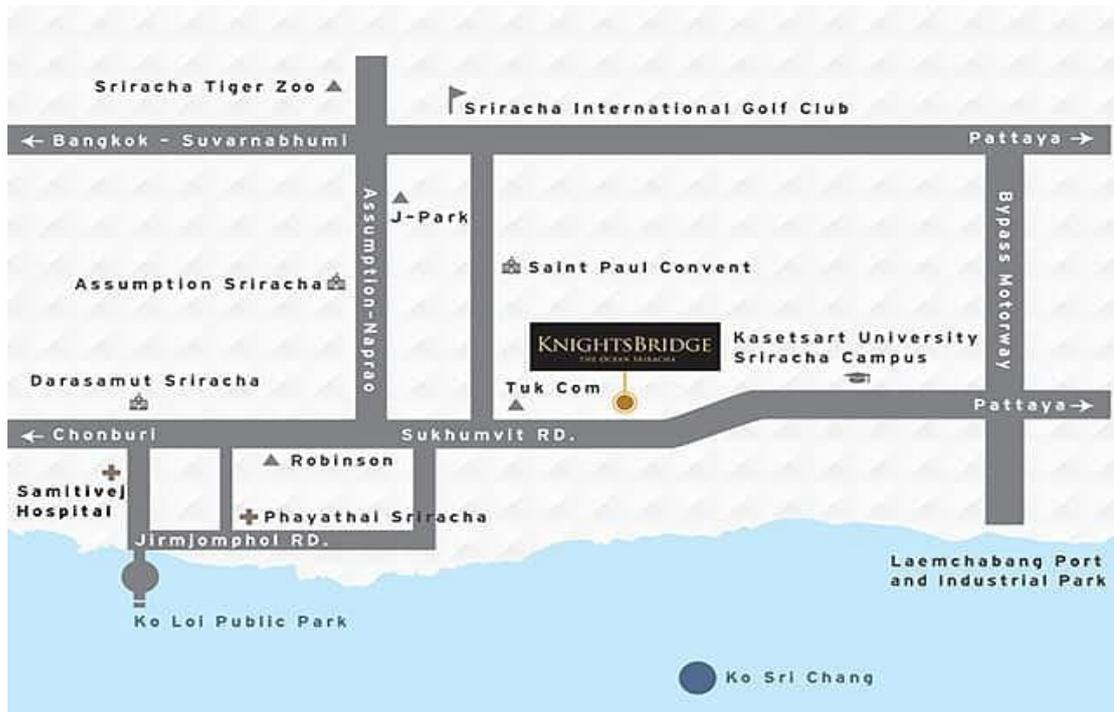 Sriracha Tiger Zoo
Sriracha International Golf Club
← Bangkok - Suvarnabhumi
Pattaya →
Assumption-Naprao
J-Park
Bypass Motorway
Saint Paul Convent
Assumption Sriracha
KNIGHTSBRIDGE
THE OCEAN SRIRACHA
Kasetsart University
Sriracha Campus
Darasamut Sriracha
Tuk Com
Pattaya →
← Chonburi
Sukhumvit RD.
Robinson
Samitivej
Hospital
Phayathai Sriracha
Jirmjomphol RD.
Laemchabang Port
and Industrial Park
Ko Loi Public Park
Ko Sri Chang